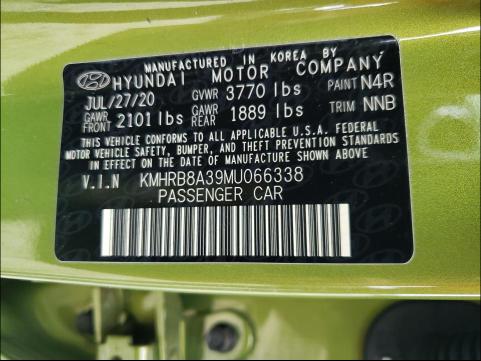 MANUFACTURED IN KOREA BY
HYUNDAI MOTOR COMPANY
JUL/27/20 GVWR 3770 lbs PAINT N4R
GAWR FRONT 2101 lbs GAWR REAR 1889 lbs TRIM NNB
THIS VEHICLE CONFORMS TO ALL APPLICABLE U.S.A. FEDERAL
MOTOR VEHICLE SAFETY, BUMPER, AND THEFT PREVENTION STANDARDS
IN EFFECT ON THE DATE OF MANUFACTURE SHOWN ABOVE.
V.I.N KMHRB8A39MU066338
PASSENGER CAR